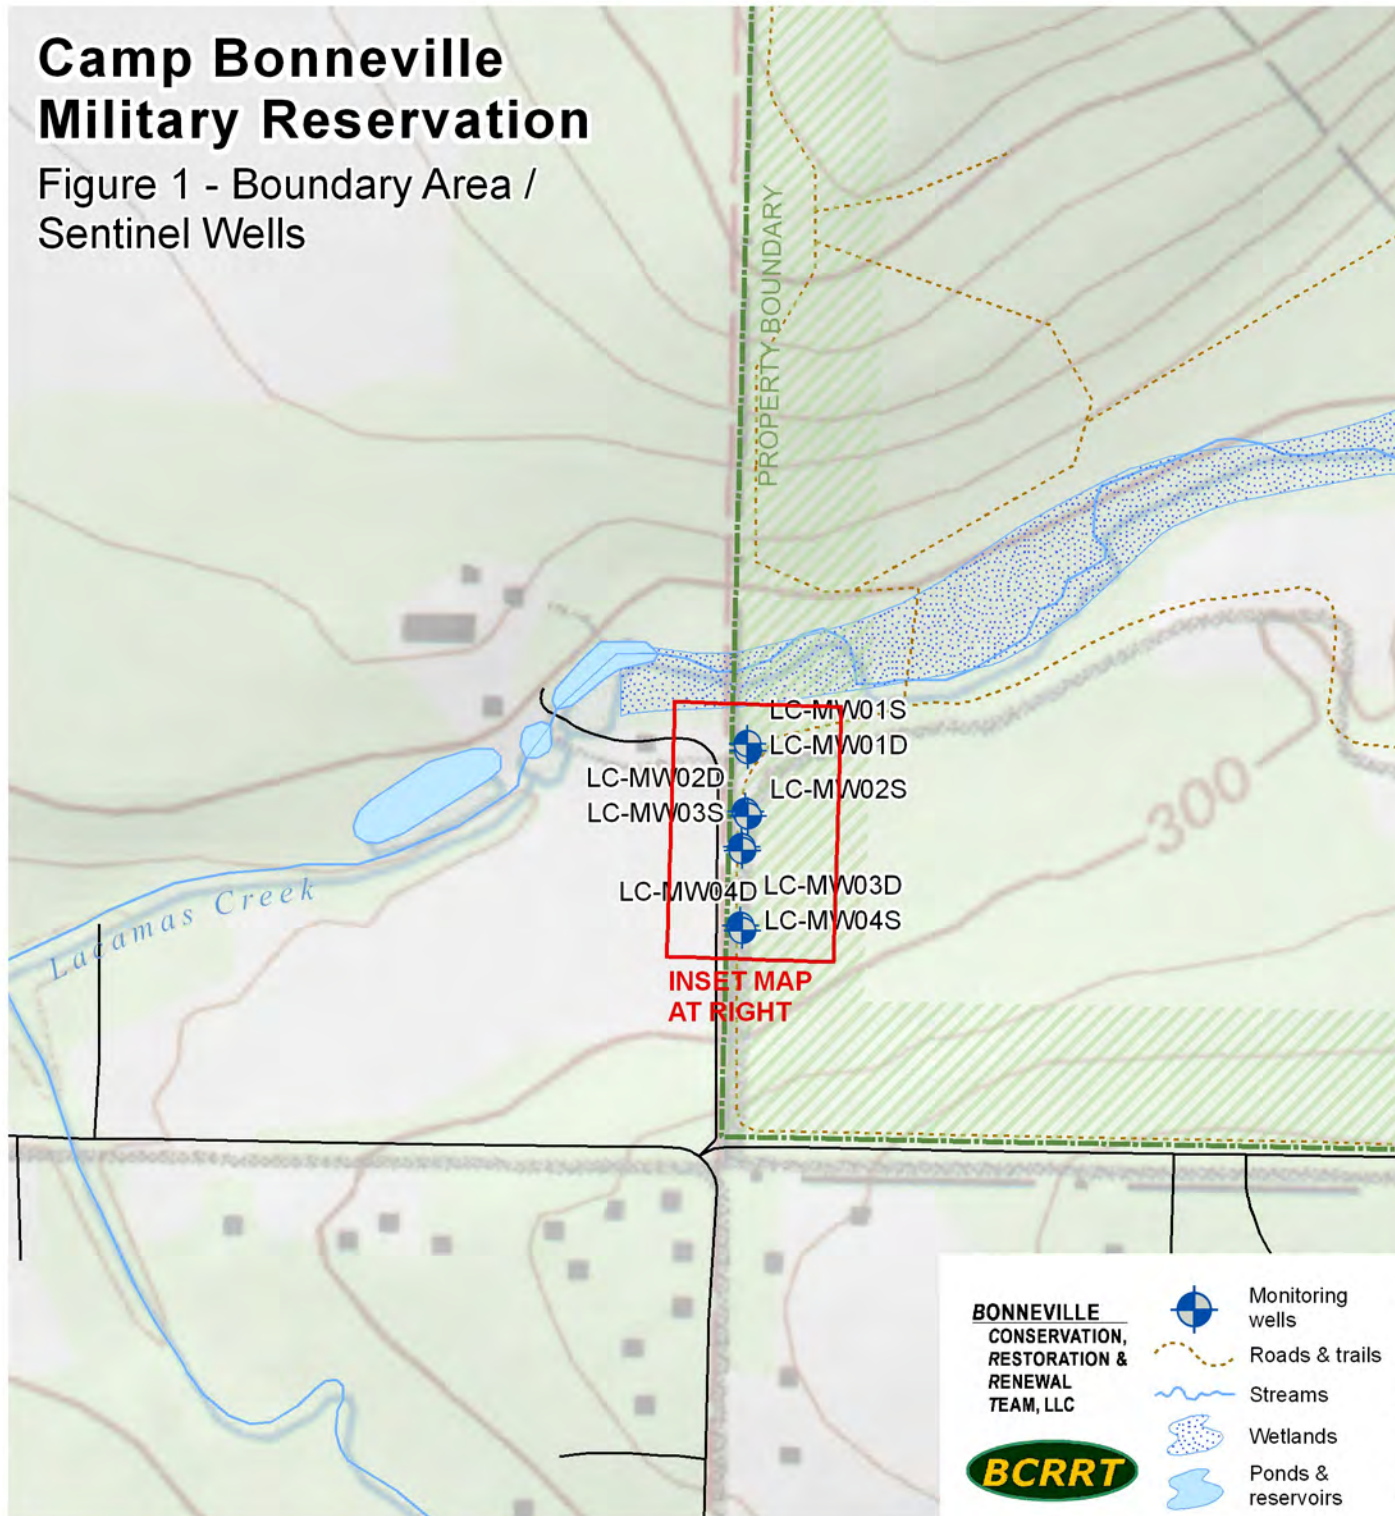 Camp Bonneville
Military Reservation
Figure 1 - Boundary Area /
Sentinel Wells
PROPERTY BOUNDARY
LC-MW01S
LC-MW01D
LC-MW02D
LC-MW02S
LC-MW03S
LC-MW04D
LC-MW03D
LC-MW04S
INSET MAP
AT RIGHT
300
Lacamas Creek
BONNEVILLE
CONSERVATION,
RESTORATION &
RENEWAL
TEAM, LLC
BCRRT
Monitoring
wells
Roads & trails
Streams
Wetlands
Ponds &
reservoirs